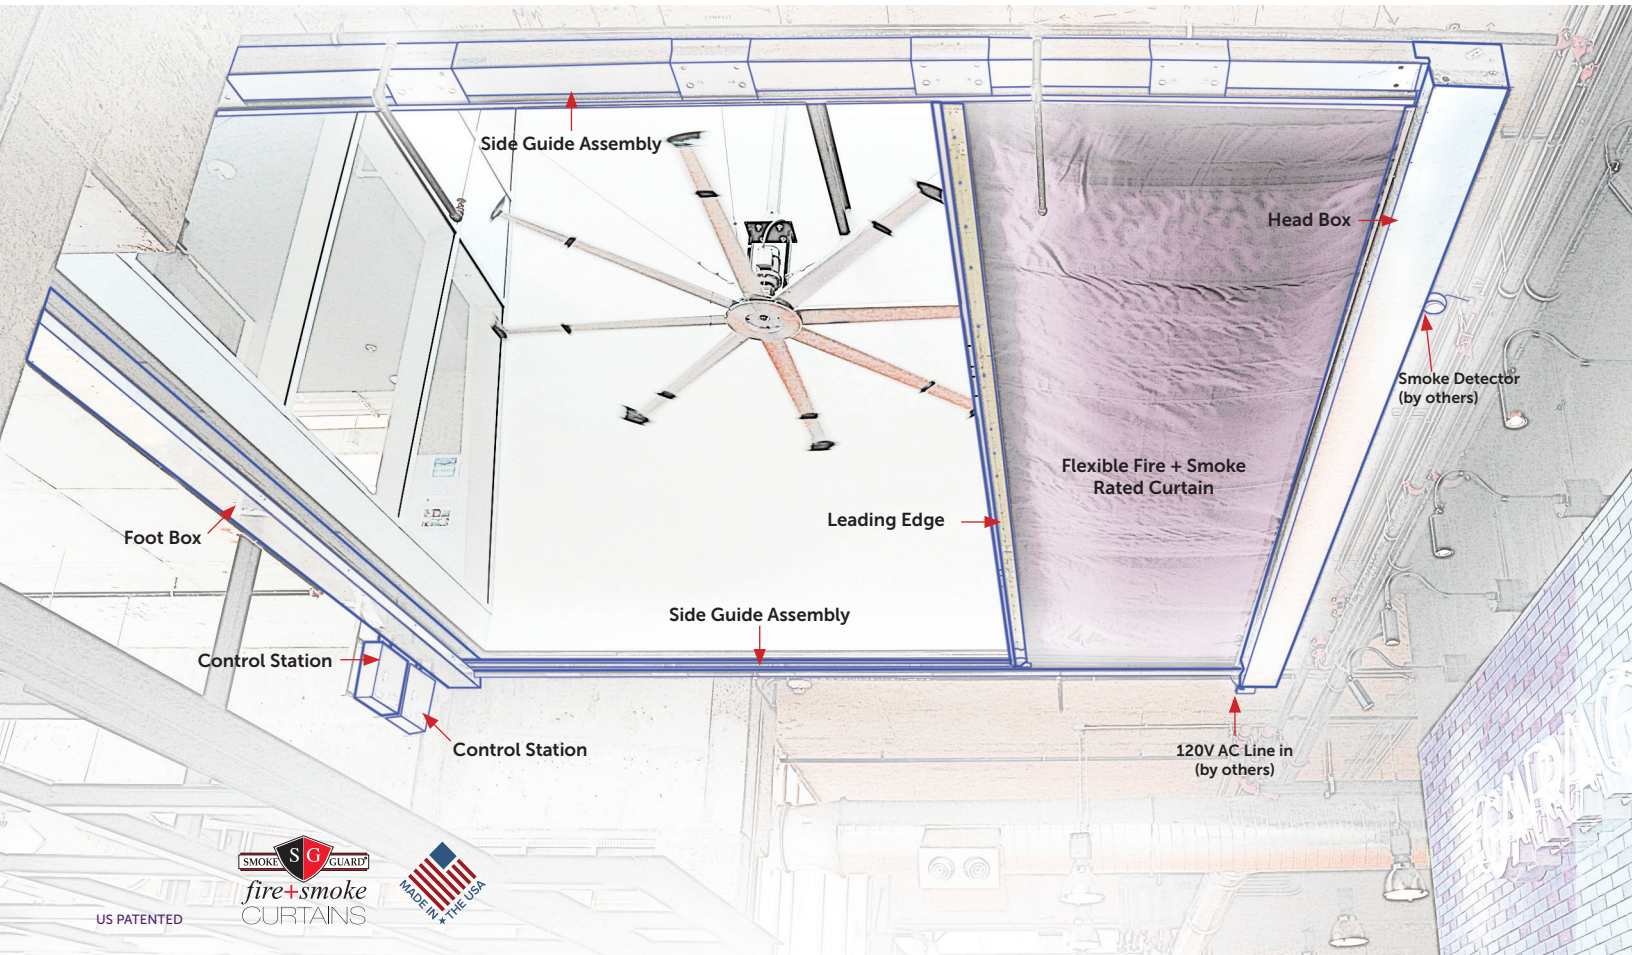 Side Guide Assembly
Head Box
Smoke Detector
(by others)
Flexible Fire + Smoke
Rated Curtain
Leading Edge
Foot Box
Side Guide Assembly
Control Station
Control Station
120V AC Line in
(by others)
SMOKE SG GUARD®
fire+smoke
CURTAINS
MADE IN ★ THE USA
US PATENTED